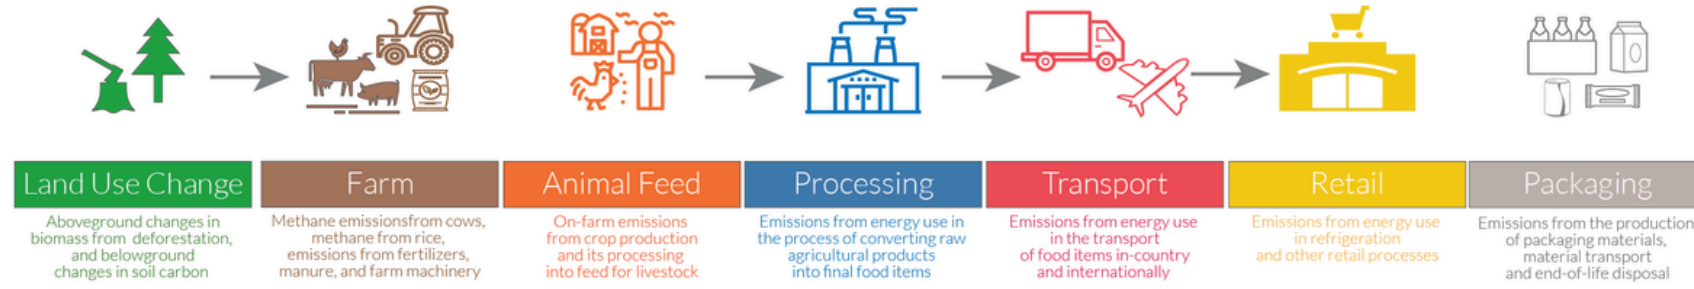 Land Use Change
Aboveground changes in
biomass from deforestation,
and belowground
changes in soil carbon
Farm
Methane emissionsfrom cows,
methane from rice,
emissions from fertilizers,
manure, and farm machinery
Animal Feed
On-farm emissions
from crop production
and its processing
into feed for livestock
Processing
Emissions from energy use in
the process of converting raw
agricultural products
into final food items
Transport
Emissions from energy use
in the transport
of food items in-country
and internationally
Retail
Emissions from energy use
in refrigeration
and other retail processes
Packaging
Emissions from the production
of packaging materials,
material transport
and end-of-life disposal